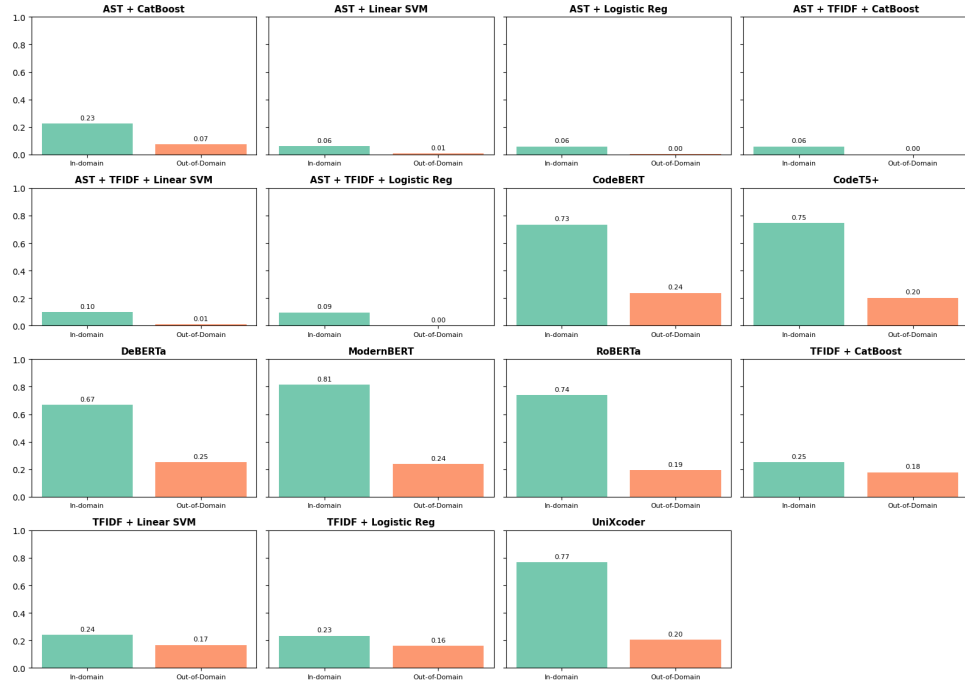 AST + CatBoost
AST + Linear SVM
AST + Logistic Reg
AST + TFIDF + CatBoost
1.0
0.8
0.6
0.4
0.2
0.0
0.23
0.07
0.06
0.01
0.06
0.00
0.06
0.00
In-domain Out-of-Domain In-domain Out-of-Domain In-domain Out-of-Domain In-domain Out-of-Domain
AST + TFIDF + Linear SVM
AST + TFIDF + Logistic Reg
CodeBERT
CodeT5+
1.0
0.8
0.6
0.4
0.2
0.0
0.10
0.01
0.09
0.00
0.73
0.24
0.75
0.20
In-domain Out-of-Domain In-domain Out-of-Domain In-domain Out-of-Domain In-domain Out-of-Domain
DeBERTa
ModernBERT
RoBERTa
TFIDF + CatBoost
1.0
0.8
0.6
0.4
0.2
0.0
0.67
0.25
0.81
0.24
0.74
0.19
0.25
0.18
In-domain Out-of-Domain In-domain Out-of-Domain In-domain Out-of-Domain In-domain Out-of-Domain
TFIDF + Linear SVM
TFIDF + Logistic Reg
UniXcoder
1.0
0.8
0.6
0.4
0.2
0.0
0.24
0.17
0.23
0.16
0.77
0.20
In-domain Out-of-Domain In-domain Out-of-Domain In-domain Out-of-Domain